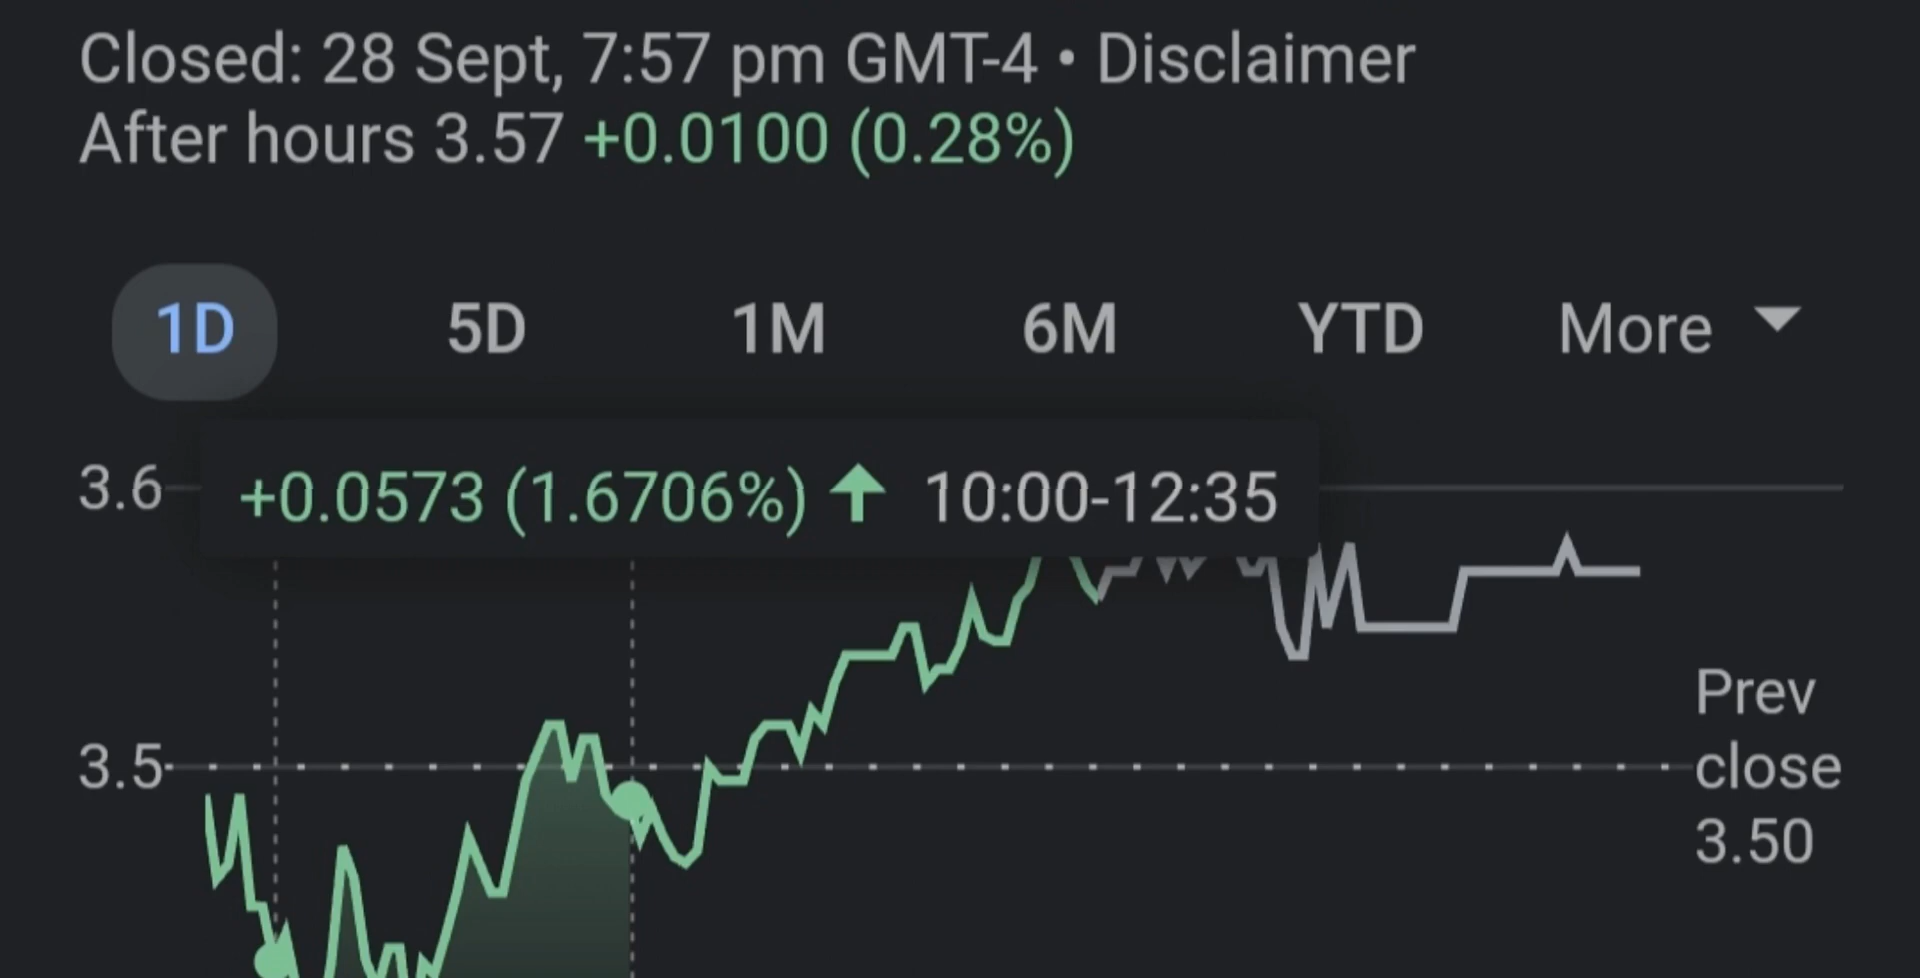 Closed: 28 Sept, 7:57 pm GMT-4 • Disclaimer
After hours 3.57 +0.0100 (0.28%)
1D 5D 1M 6M YTD More
+0.0573 (1.6706%) ↑ 10:00-12:35
3.6
3.5
Prev
close
3.50